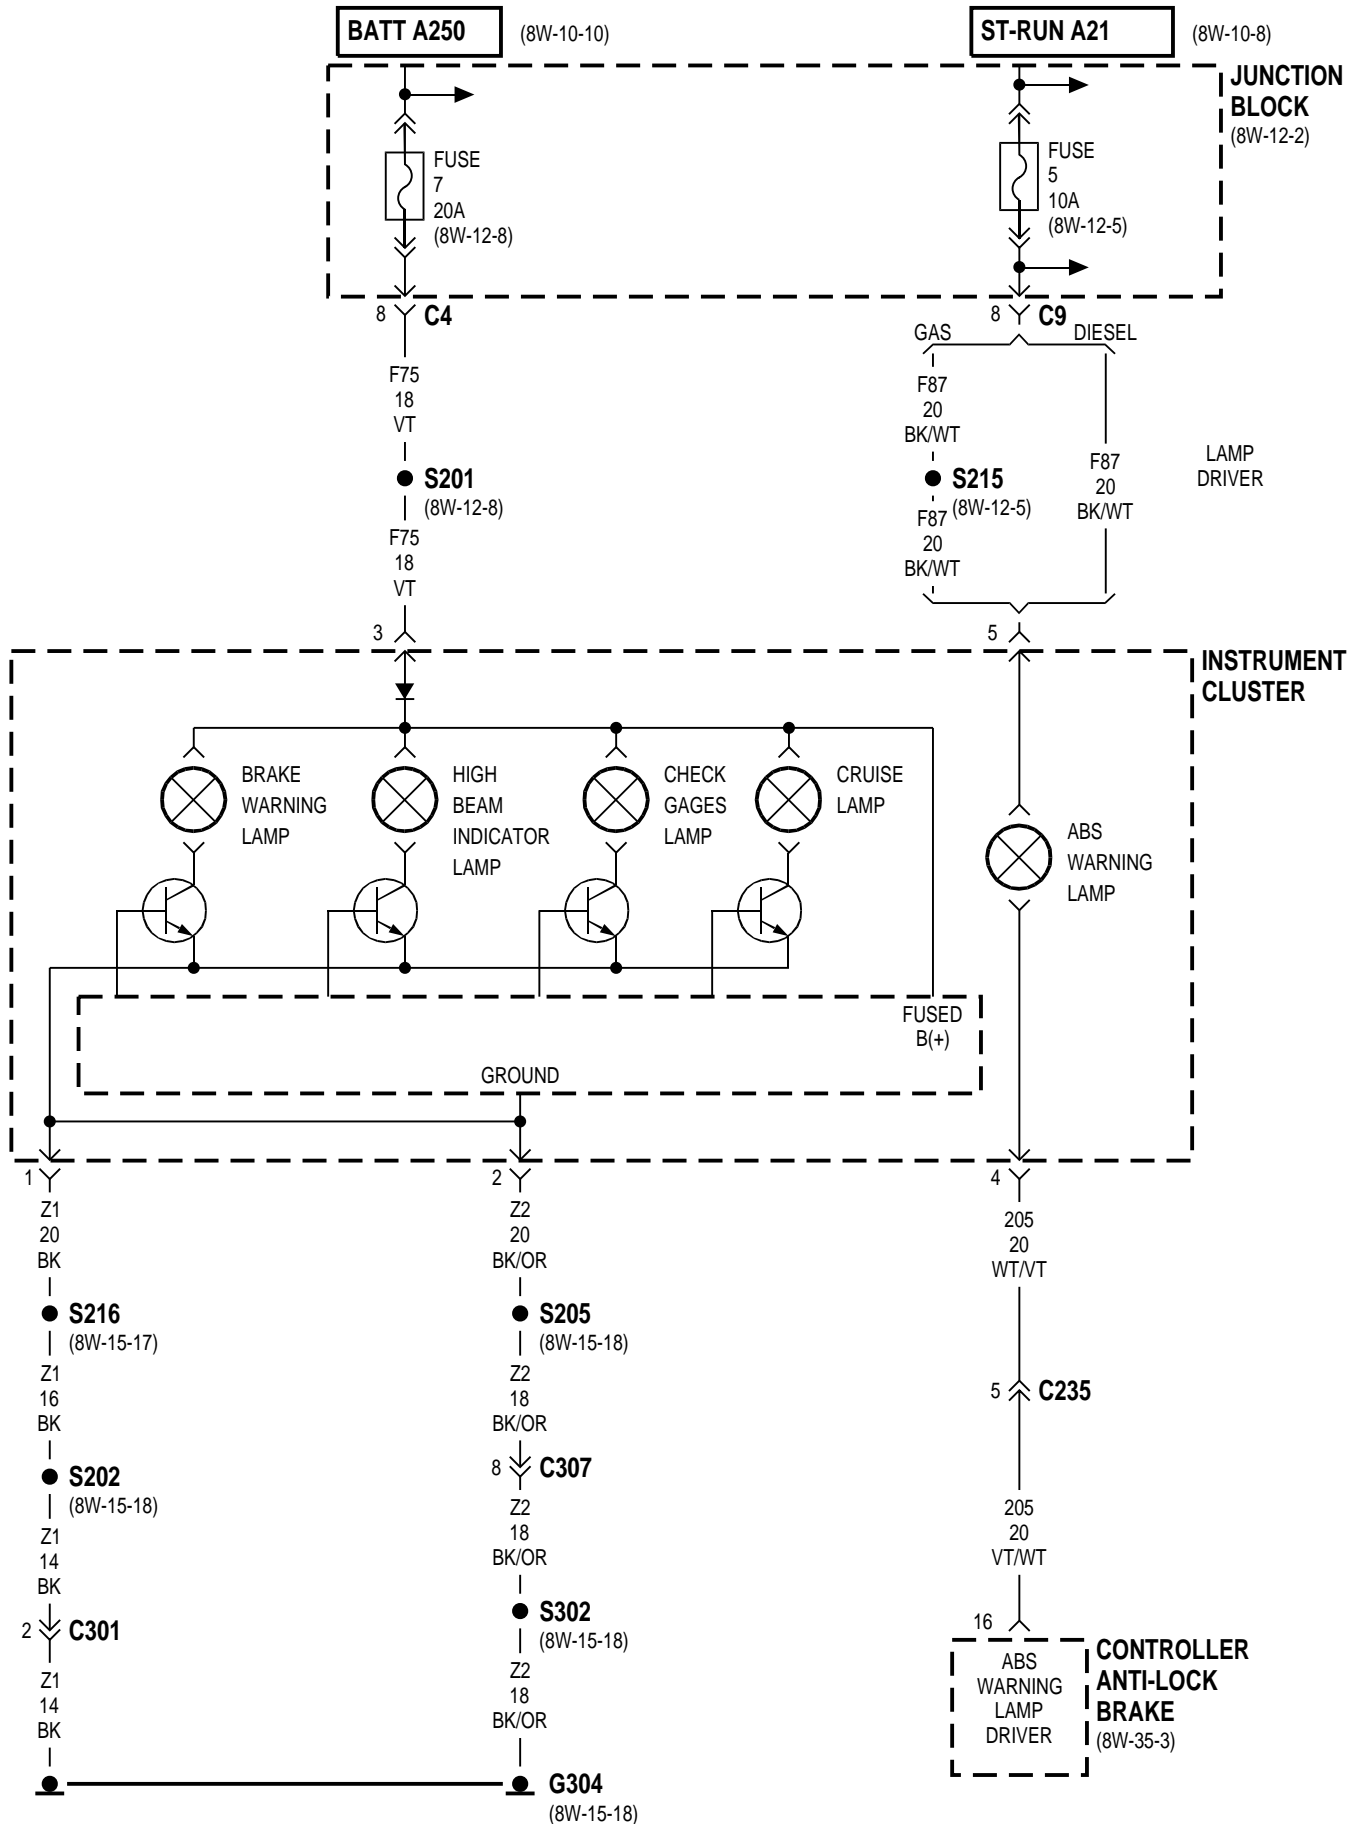 BATT A250
(8W-10-10)
ST-RUN A21
(8W-10-8)
JUNCTION
BLOCK
(8W-12-2)
FUSE
7
20A
(8W-12-8)
FUSE
5
10A
(8W-12-5)
8
C4
8
C9
GAS
DIESEL
F75
18
VT
S201
(8W-12-8)
F75
18
VT
3
F87
20
BK/WT
S215
(8W-12-5)
F87
20
BK/WT
F87
20
BK/WT
LAMP
DRIVER
5
INSTRUMENT
CLUSTER
BRAKE
WARNING
LAMP
HIGH
BEAM
INDICATOR
LAMP
CHECK
GAGES
LAMP
CRUISE
LAMP
ABS
WARNING
LAMP
FUSED
B(+)
GROUND
1
2
4
Z1
20
BK
S216
(8W-15-17)
Z1
16
BK
S202
(8W-15-18)
Z1
14
BK
2
C301
Z1
14
BK
Z2
20
BK/OR
S205
(8W-15-18)
Z2
18
BK/OR
8
C307
Z2
18
BK/OR
S302
(8W-15-18)
Z2
18
BK/OR
G304
(8W-15-18)
205
20
WT/VT
5
C235
205
20
VT/WT
16
ABS
WARNING
LAMP
DRIVER
CONTROLLER
ANTI-LOCK
BRAKE
(8W-35-3)